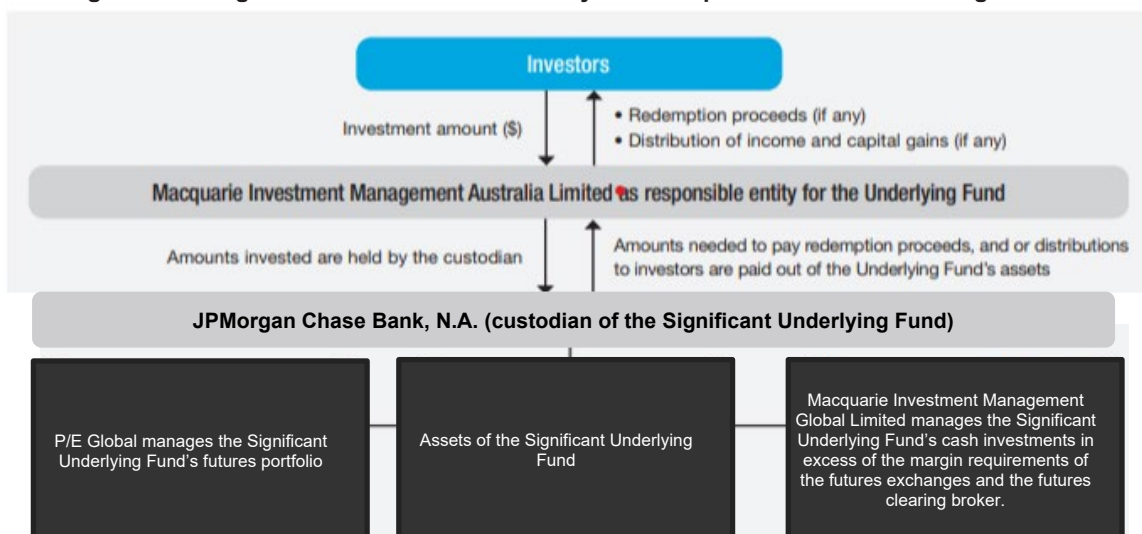 Investors
Investment amount ($)
• Redemption proceeds (if any)
• Distribution of income and capital gains (if any)
Macquarie Investment Management Australia Limited as responsible entity for the Underlying Fund
Amounts invested are held by the custodian
Amounts needed to pay redemption proceeds, and or distributions
to investors are paid out of the Underlying Fund's assets
JPMorgan Chase Bank, N.A. (custodian of the Significant Underlying Fund)
P/E Global manages the Significant
Underlying Fund's futures portfolio
Assets of the Significant Underlying
Fund
Macquarie Investment Management
Global Limited manages the Significant
Underlying Fund's cash investments in
excess of the margin requirements of
the futures exchanges and the futures
clearing broker.